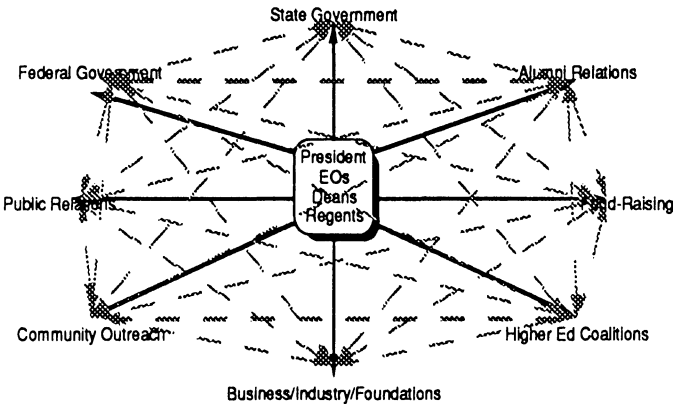 State Government
Federal Government
Alumni Relations
President
EOs
Deans
Regents
Public Relations
Fund-Raising
Community Outreach
Higher Ed Coalitions
Business/Industry/Foundations